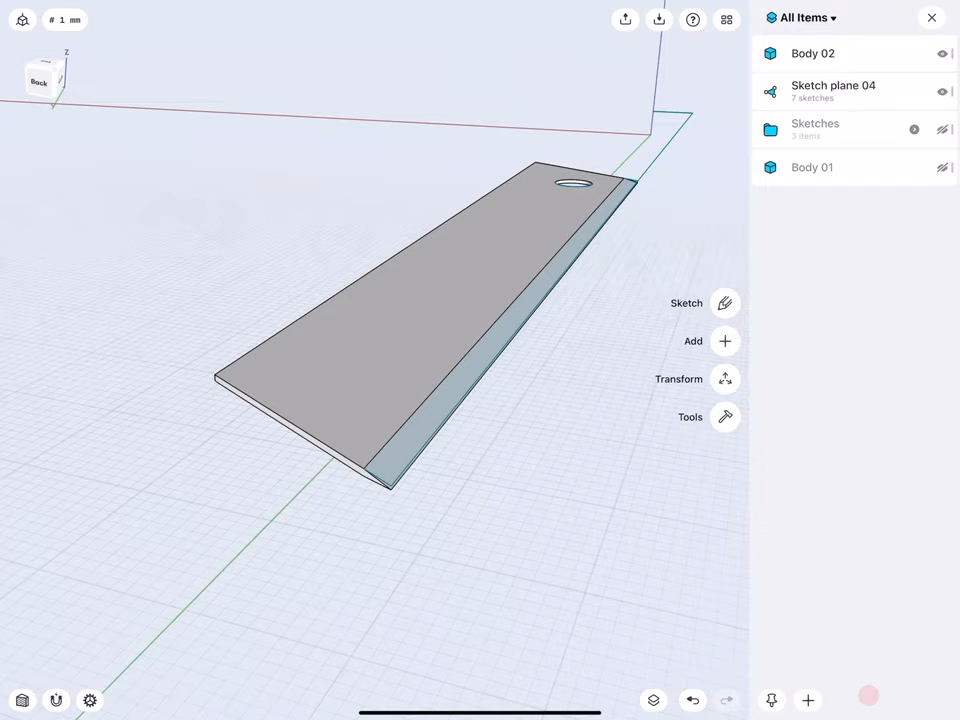 # 1 mm
All Items
Z
Back
Body 02
Sketch plane 04
7 sketches
Sketches
3 items
Body 01
Sketch
Add
Transform
Tools